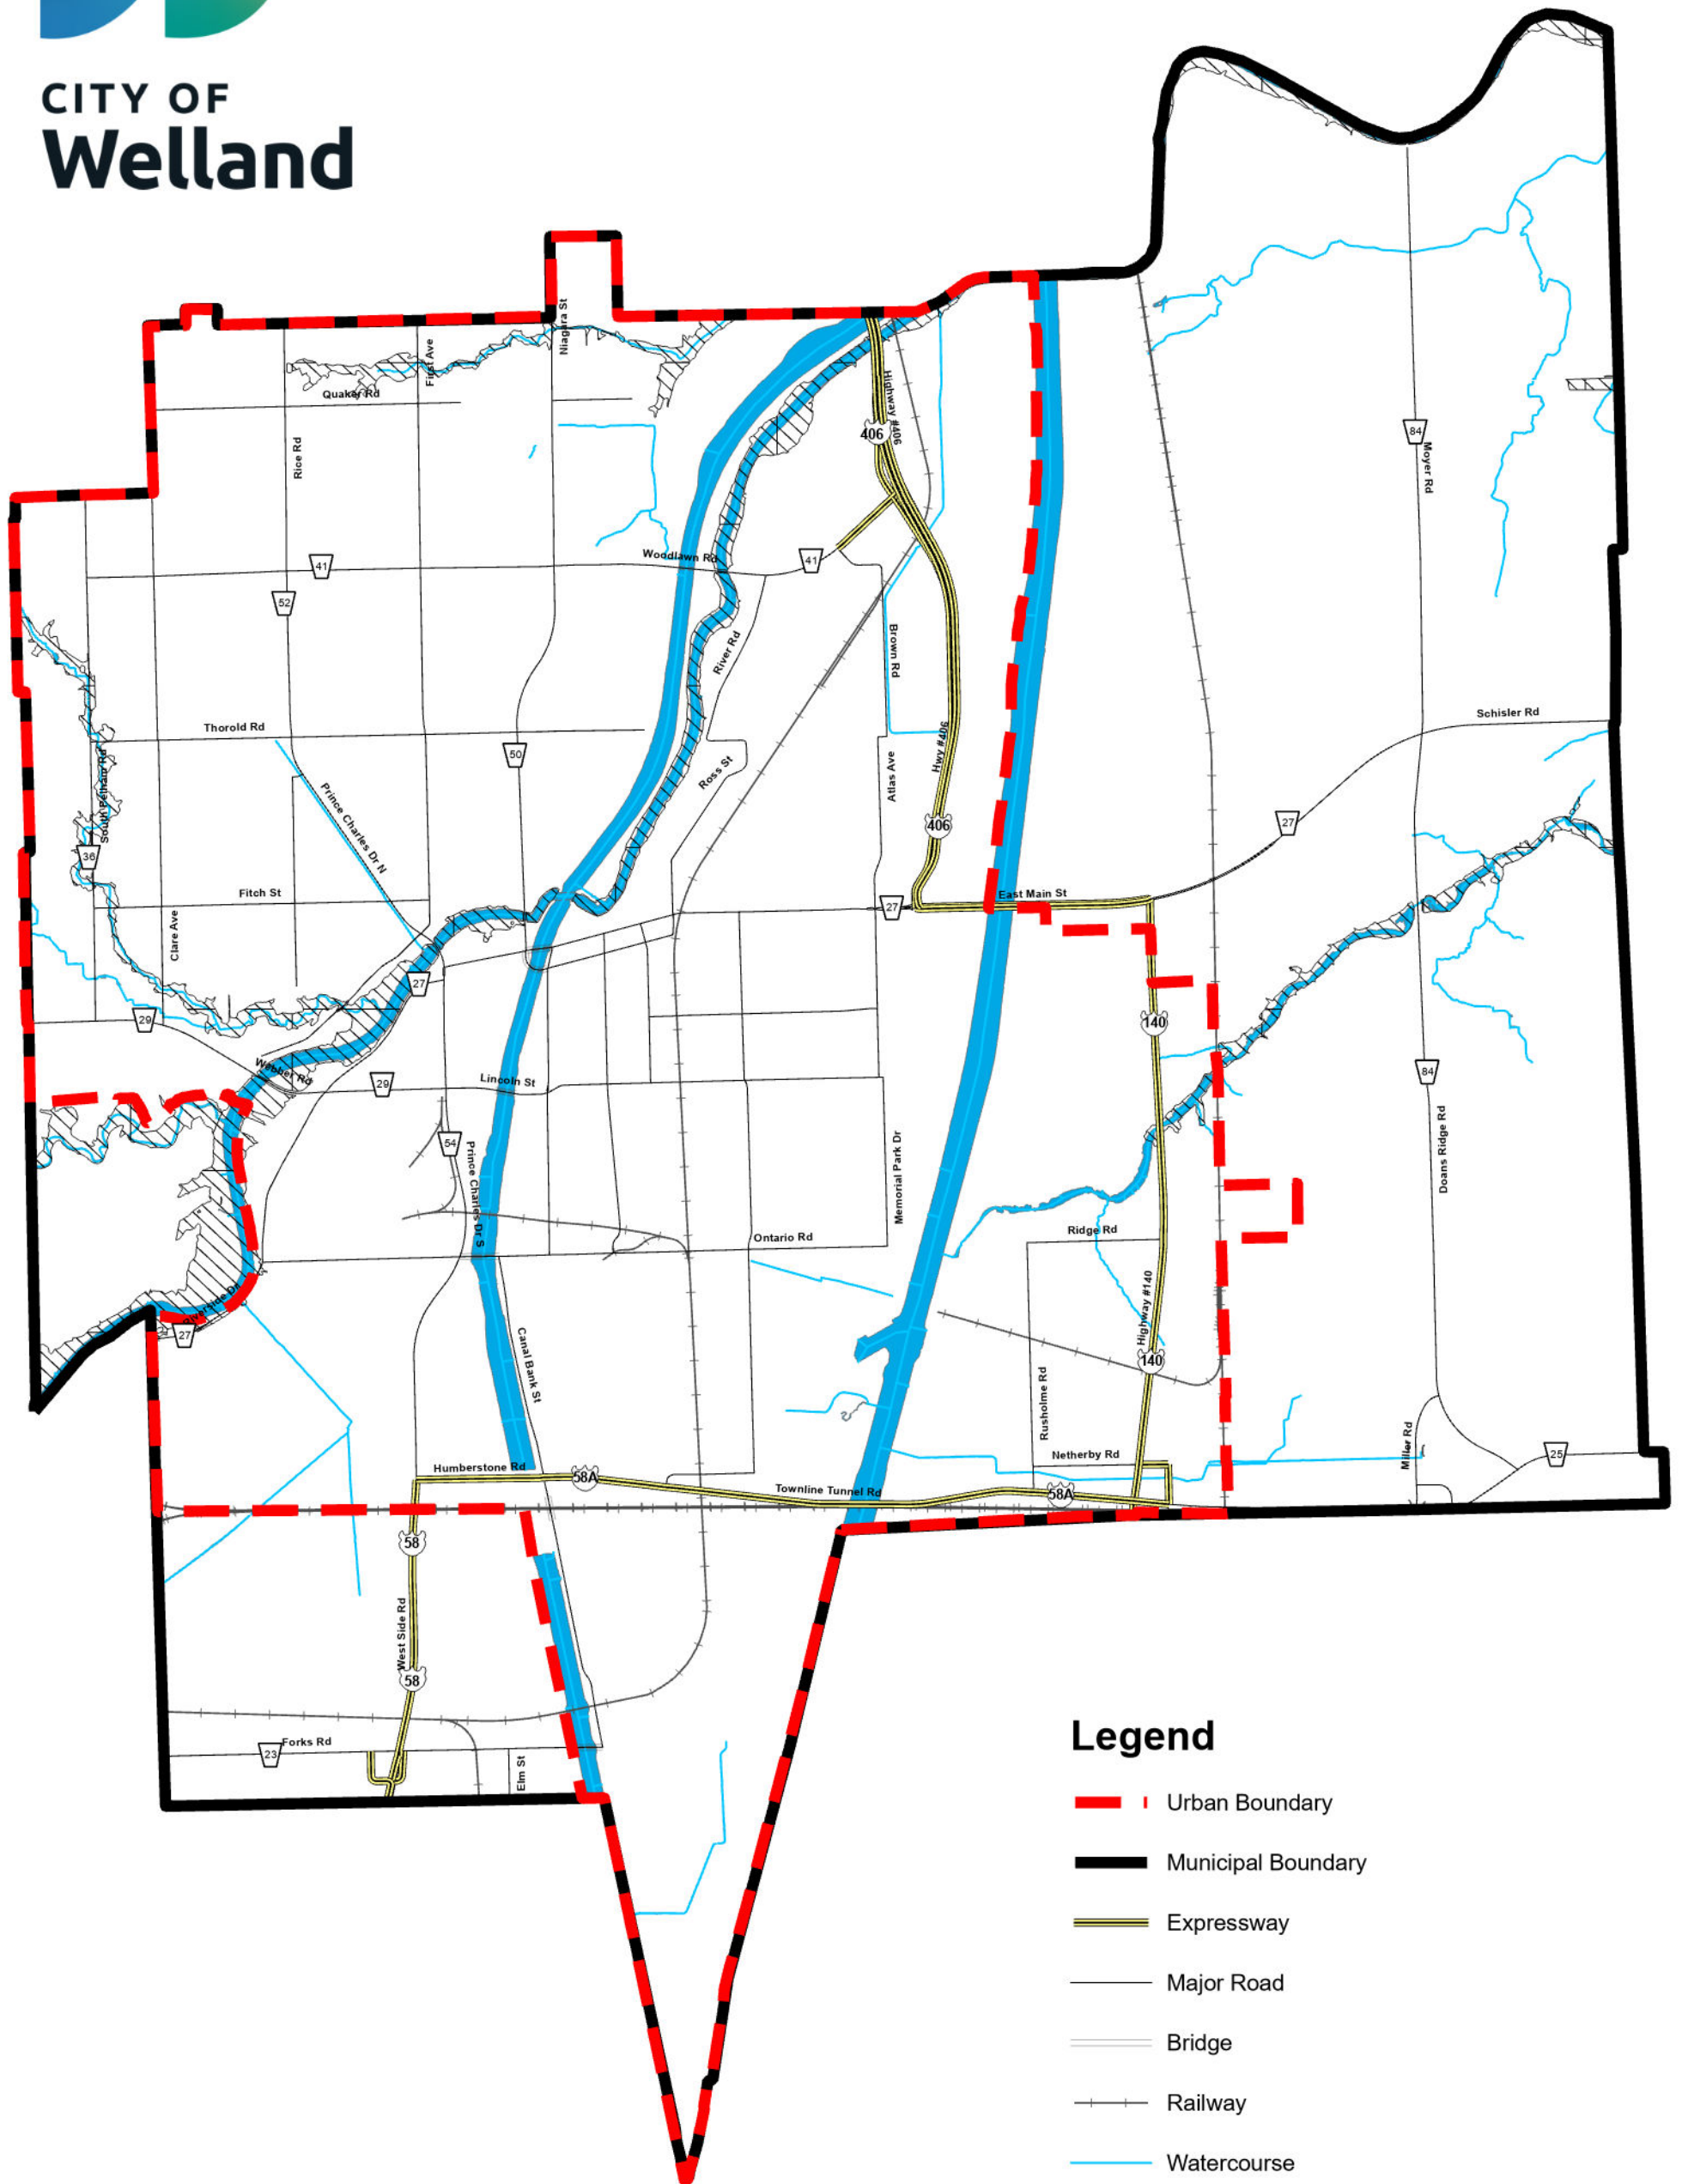 CITY OF
Welland
Niagara St
First Ave
Quaker Rd
Rice Rd
Highway #406
406
84
Moyer Rd
Woodlawn Rd
41
41
52
River Rd
Brown Rd
Schisler Rd
Thorold Rd
50
Ross St
Atlas Ave
Hwy #406
South Pelham Rd
Prince Charles Dr N
406
27
36
Fitch St
East Main St
27
Clare Ave
27
29
140
Webber Rd
29
Lincoln St
84
54
Prince Charles Dr S
Memorial Park Dr
Doans Ridge Rd
Ridge Rd
Ontario Rd
Riverside Dr
27
Highway #140
140
Canal Bank St
Rusholme Rd
Netherby Rd
Miller Rd
25
Humberstone Rd
58A
Townline Tunnel Rd
58A
58
West Side Rd
58
Forks Rd
23
Elm St
Legend
Urban Boundary
Municipal Boundary
Expressway
Major Road
Bridge
Railway
Watercourse